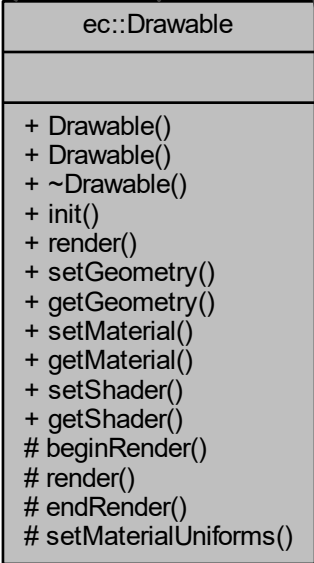 ec::Drawable
+ Drawable()
+ Drawable()
+ ~Drawable()
+ init()
+ render()
+ setGeometry()
+ getGeometry()
+ setMaterial()
+ getMaterial()
+ setShader()
+ getShader()
# beginRender()
# render()
# endRender()
# setMaterialUniforms()